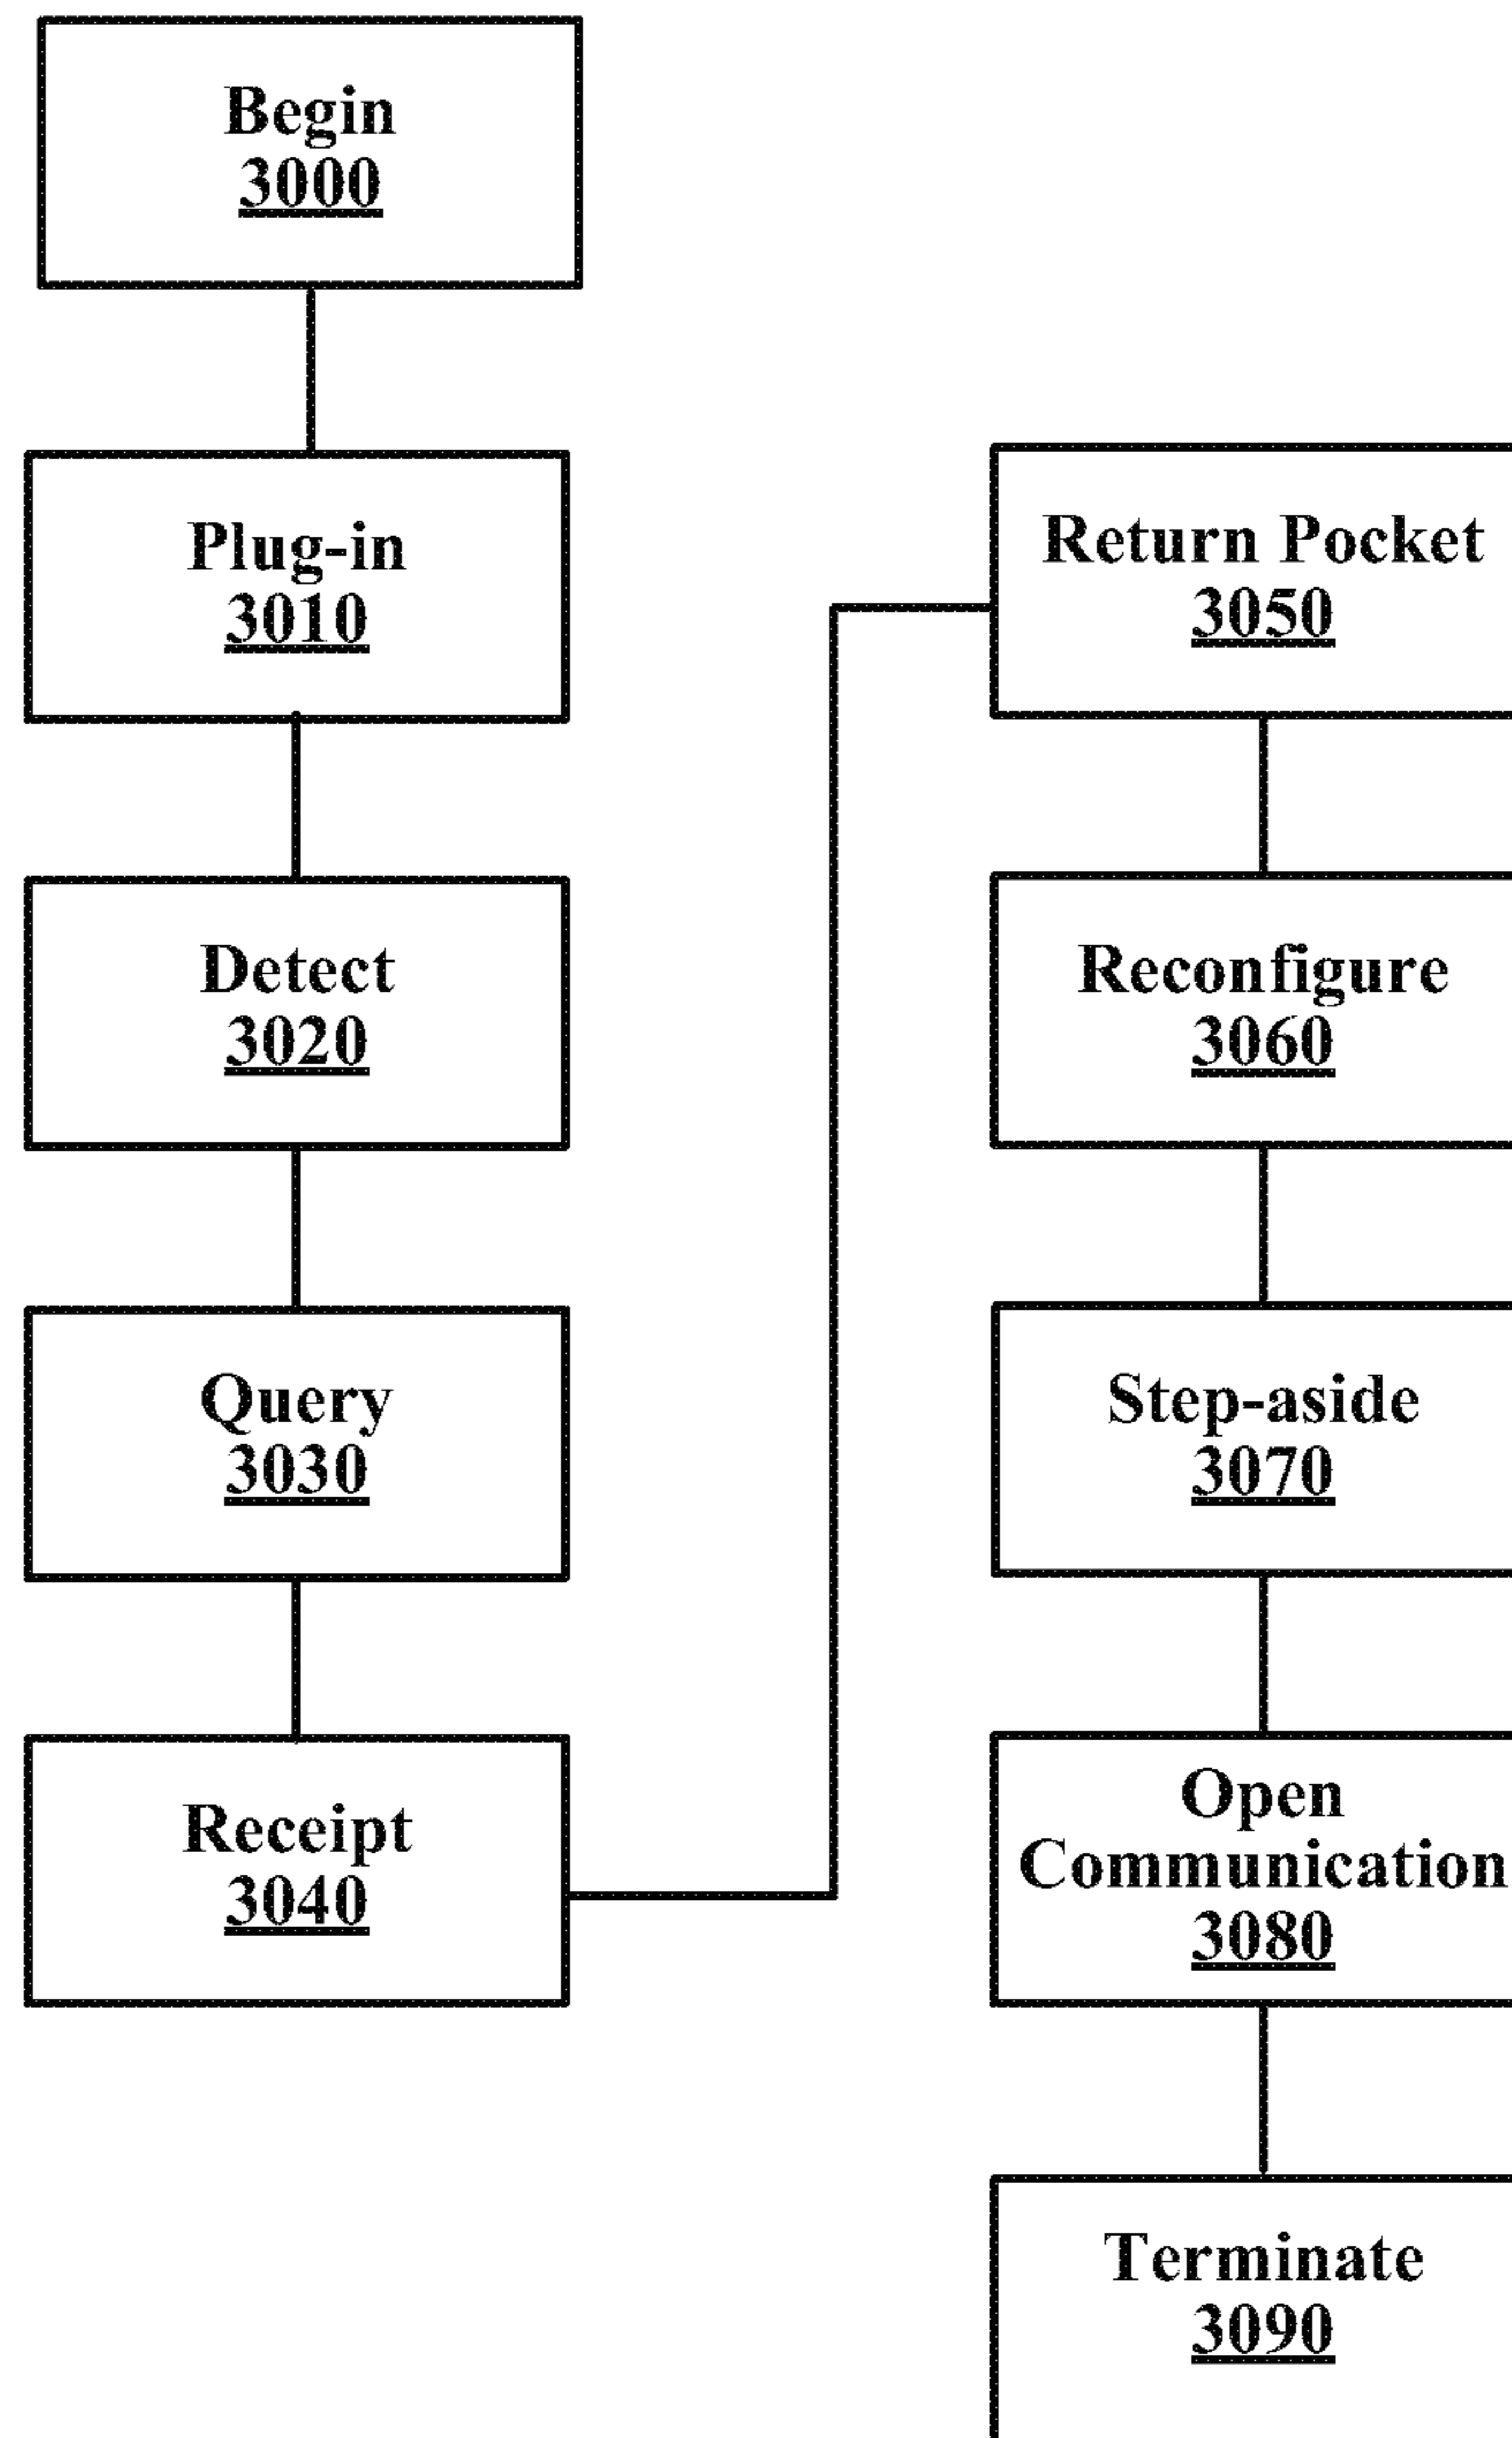 Begin
3000
Plug-in
3010
Detect
3020
Query
3030
Receipt
3040
Return Pocket
3050
Reconfigure
3060
Step-aside
3070
Open
Communication
3080
Terminate
3090